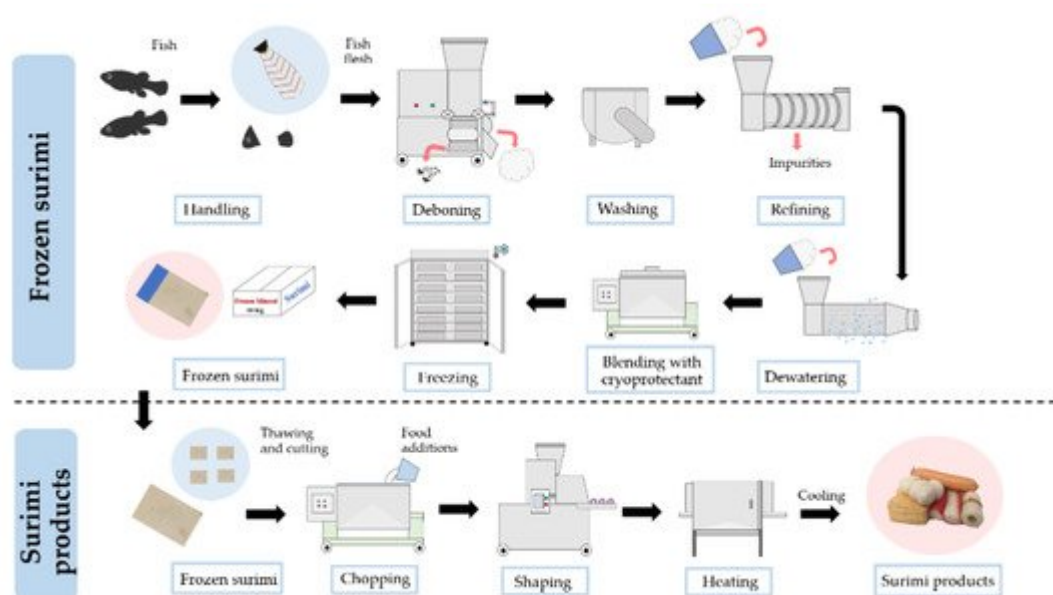 Frozen surimi
Fish
Fish
flesh
Impurities
Handling
Deboning
Washing
Refining
Surimi
Frozen surimi
Freezing
Blending with
cryoprotectant
Dewatering
Surimi
products
Thawing
and cutting
Food
additions
Cooling
Frozen surimi
Chopping
Shaping
Heating
Surimi products